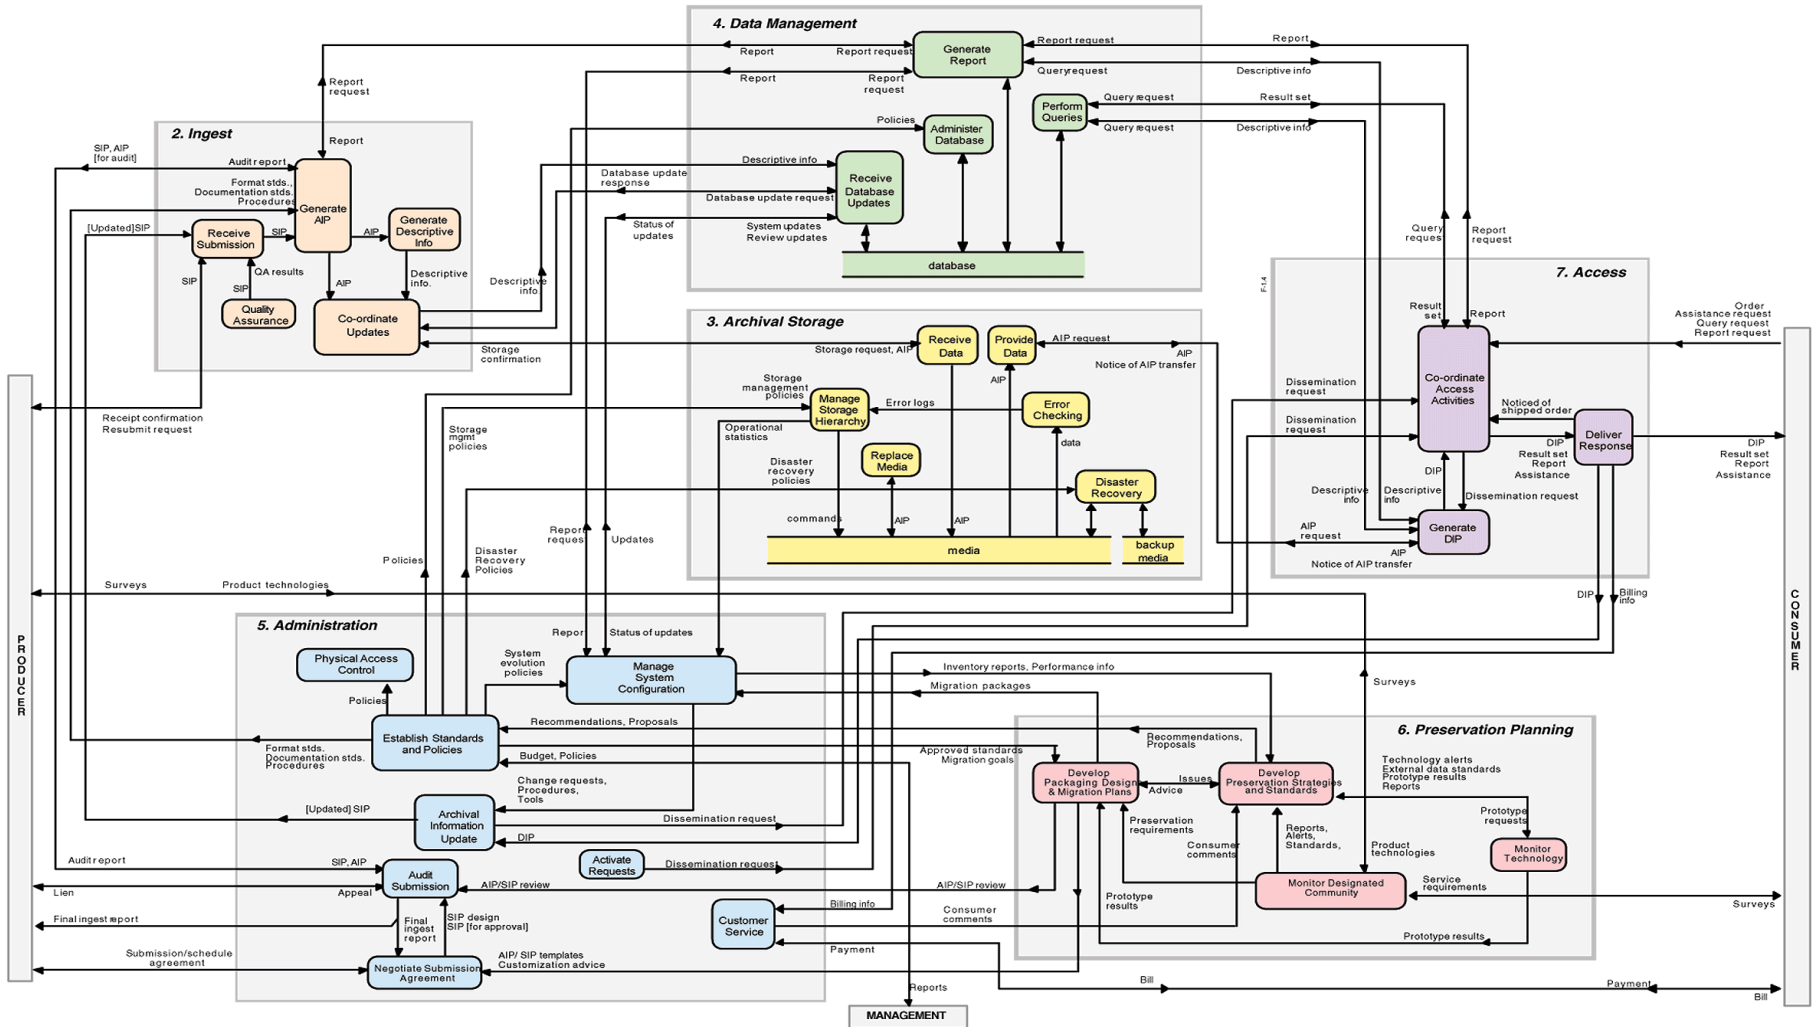 4. Data Management
Generate
Report
Report
Report request
Report request
Report
Report
Report
request
Queryrequest
Descriptive info
Report
request
Perform
Queries
Query request
Result set
Query request
Descriptive info
Policies
Administer
Database
2. Ingest
Report
SIP, AIP
[for audit]
Audit report
Format stds.,
Documentation stds.
Procedures
Generate
AIP
Descriptive info
Database update
response
Database update request
Receive
Database
Updates
[Updated]SIP
Receive
Submission
SIP
AIP
Generate
Descriptive
Info
Status of
updates
System updates
Review updates
Query
request
Report
request
database
QA results
SIP
SIP
AIP
Descriptive
info.
Descriptive
info.
7. Access
F-1.4
Quality
Assurance
Co-ordinate
Updates
3. Archival Storage
Result
set
Report
Order
Assistance request
Query request
Report request
Storage
confirmation
Storage request, AIP
Receive
Data
Provide
Data
AIP request
AIP
Notice of AIP transfer
Storage
management
policies
AIP
Manage
Storage
Hierarchy
Error logs
Error
Checking
Dissemination
request
Co-ordinate
Access
Activities
Noticed of
shipped order
Receipt confirmation
Resubmit request
Storage
mgmt
policies
Operational
statistics
data
Dissemination
request
Deliver
Response
DIP
Result set
Report
Assistance
DIP
Result set
Report
Assistance
Replace
Media
Disaster
recovery
policies
Disaster
Recovery
DIP
Descriptive
info
Descriptive
info
Dissemination request
commands
AIP
AIP
Generate
DIP
AIP
request
AIP
Notice of AIP transfer
Report
request
Updates
media
backup
media
Policies
Disaster
Recovery
Policies
Surveys
Product technologies
DIP
Billing
info
PRODUCER
CONSUMER
5. Administration
Physical Access
Control
System
evolution
policies
Repor
Status of updates
Manage
System
Configuration
Inventory reports, Performance info
Migration packages
Surveys
Policies
Establish Standards
and Policies
Recommendations, Proposals
Budget, Policies
Format stds.
Documentation stds.
Procedures
Approved standards
Migration goals
Recommendations,
Proposals
6. Preservation Planning
Technology alerts
External data standards
Prototype results
Reports
Develop
Packaging Design
& Migration Plans
Issues
Advice
Develop
Preservation Strategies
and Standards
Change requests,
Procedures,
Tools
[Updated] SIP
Archival
Information
Update
Dissemination request
DIP
Preservation
requirements
Consumer
comments
Reports,
Alerts,
Standards,
Product
technologies
Prototype
requests
Monitor
Technology
Audit report
SIP, AIP
Audit
Submission
Activate
Requests
Dissemination request
Lien
Appeal
AIP/SIP review
AIP/SIP review
Monitor Designated
Community
Service
requirements
Surveys
Prototype
results
Final ingest report
Final
ingest
report
SIP design
SIP [for approval]
Customer
Service
Billing info
Consumer
comments
Payment
Prototype results
Submission/schedule
agreement
Negotiate Submission
Agreement
AIP/ SIP templates
Customization advice
Reports
Bill
Payment
Bill
MANAGEMENT